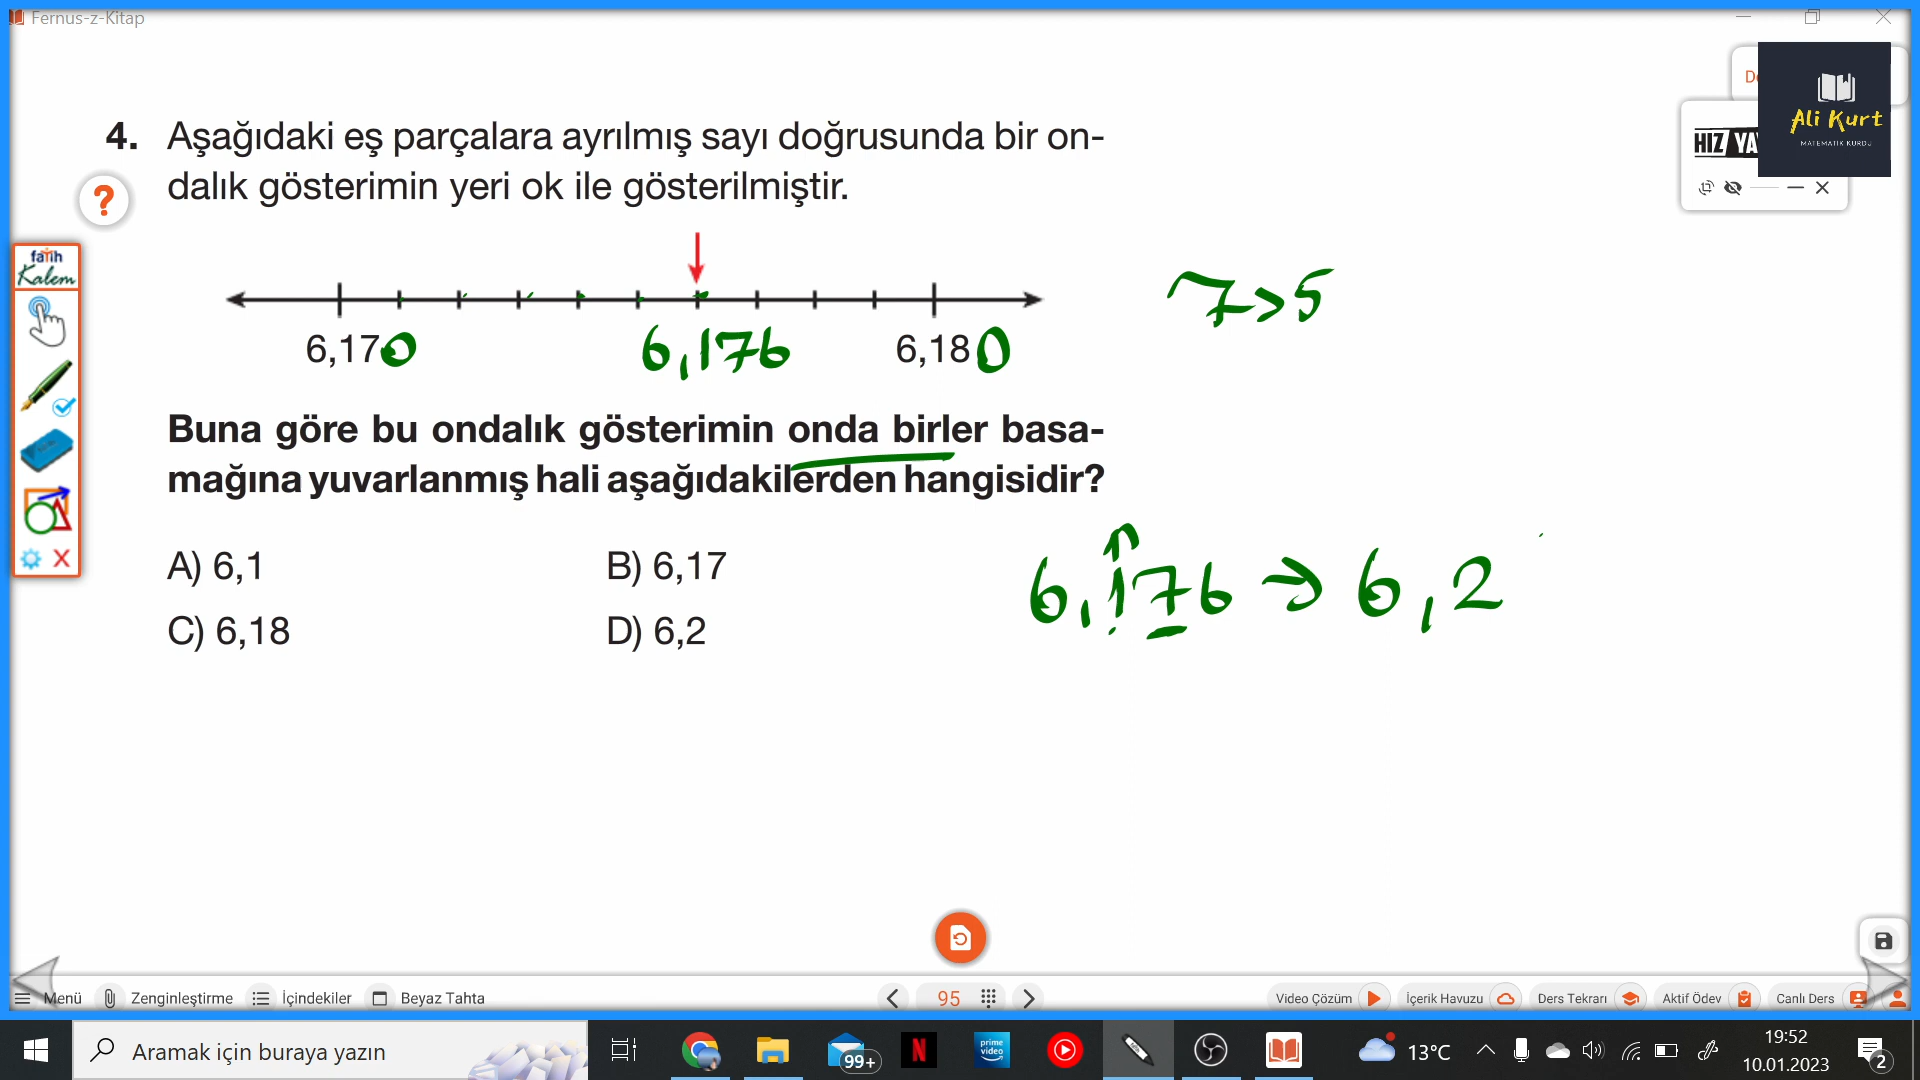 Fernus-z-Kitap
Ali Kurt
MATEMATİK KURDU
HIZ YA
4. Aşağıdaki eş parçalara ayrılmış sayı doğrusunda bir on-
dalık gösterimin yeri ok ile gösterilmiştir.
?
fatih
Kalem
7>5
6,170 6,176 6,180
Buna göre bu ondalık gösterimin onda birler basa-
mağına yuvarlanmış hali aşağıdakilerden hangisidir?
A) 6,1 B) 6,17
C) 6,18 D) 6,2
6,176 → 6,2
Menü Zenginleştirme İçindekiler Beyaz Tahta 95 Video Çözüm İçerik Havuzu Ders Tekrarı Aktif Ödev Canlı Ders
Aramak için buraya yazın
99+
N
prime
video
13°C
19:52
10.01.2023
2